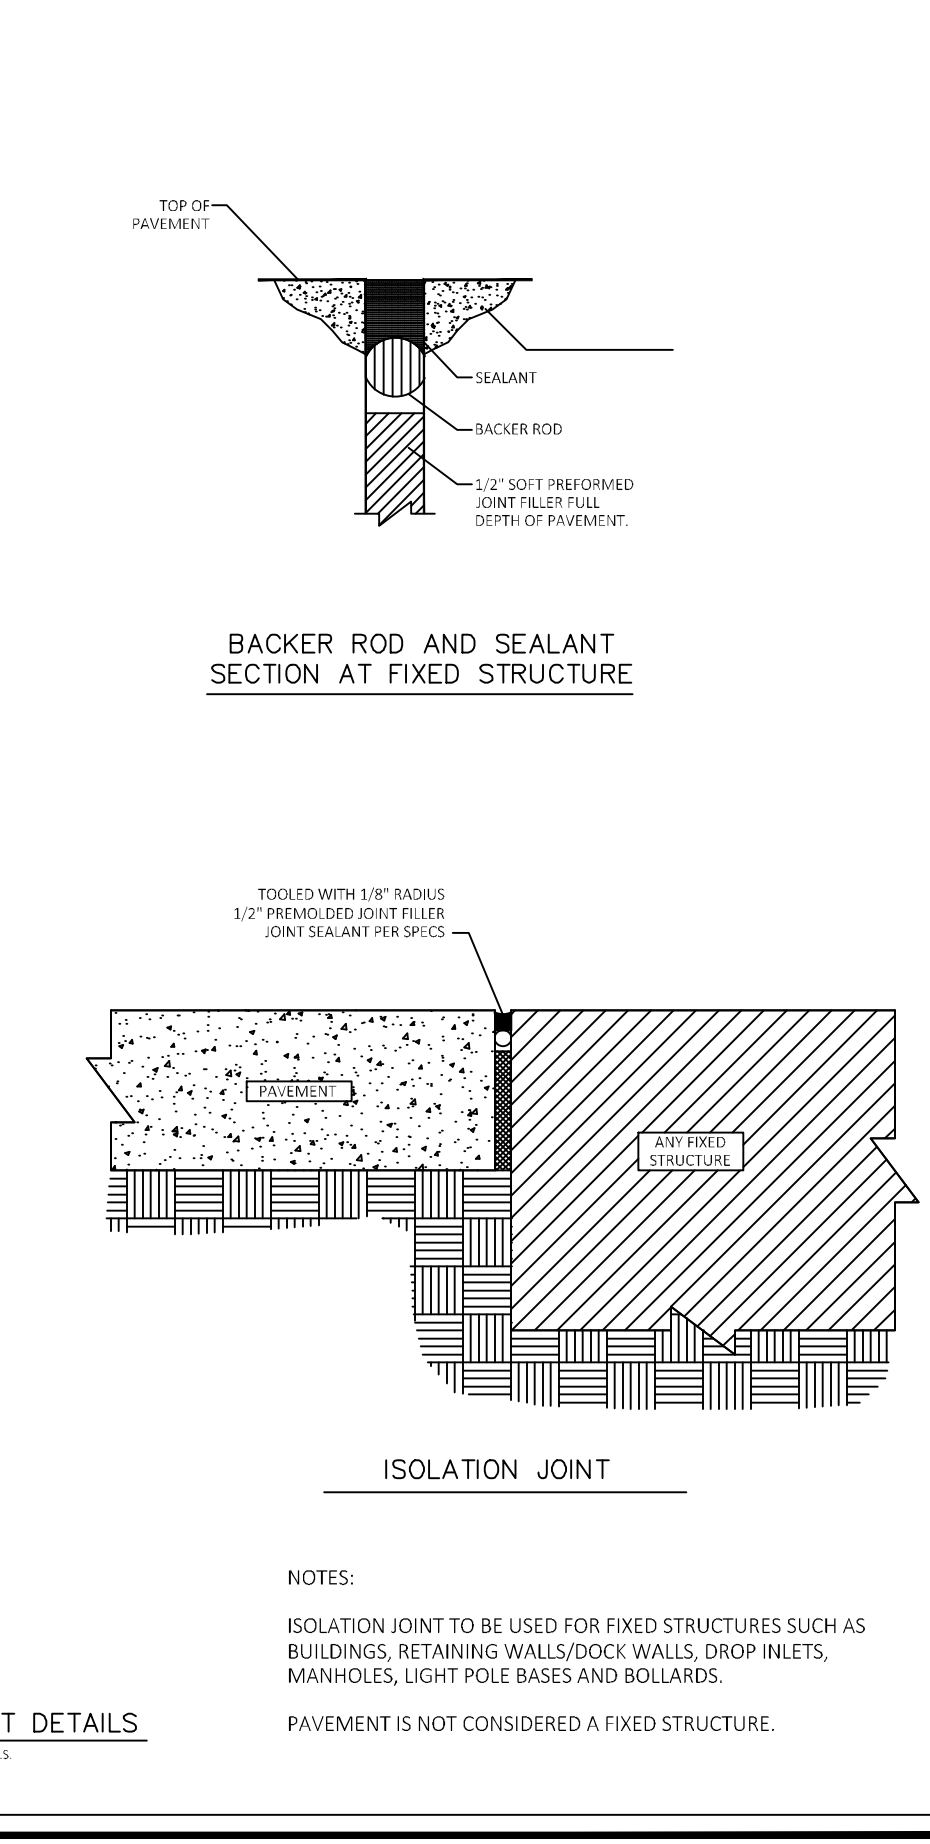 TOP OF
PAVEMENT
SEALANT
BACKER ROD
1/2" SOFT PREFORMED
JOINT FILLER FULL
DEPTH OF PAVEMENT.
BACKER ROD AND SEALANT
SECTION AT FIXED STRUCTURE
TOOLED WITH 1/8" RADIUS
1/2" PREMOLDED JOINT FILLER
JOINT SEALANT PER SPECS
PAVEMENT
ANY FIXED
STRUCTURE
ISOLATION JOINT
NOTES:
ISOLATION JOINT TO BE USED FOR FIXED STRUCTURES SUCH AS
BUILDINGS, RETAINING WALLS/DOCK WALLS, DROP INLETS,
MANHOLES, LIGHT POLE BASES AND BOLLARDS.
PAVEMENT IS NOT CONSIDERED A FIXED STRUCTURE.
T DETAILS
.S.